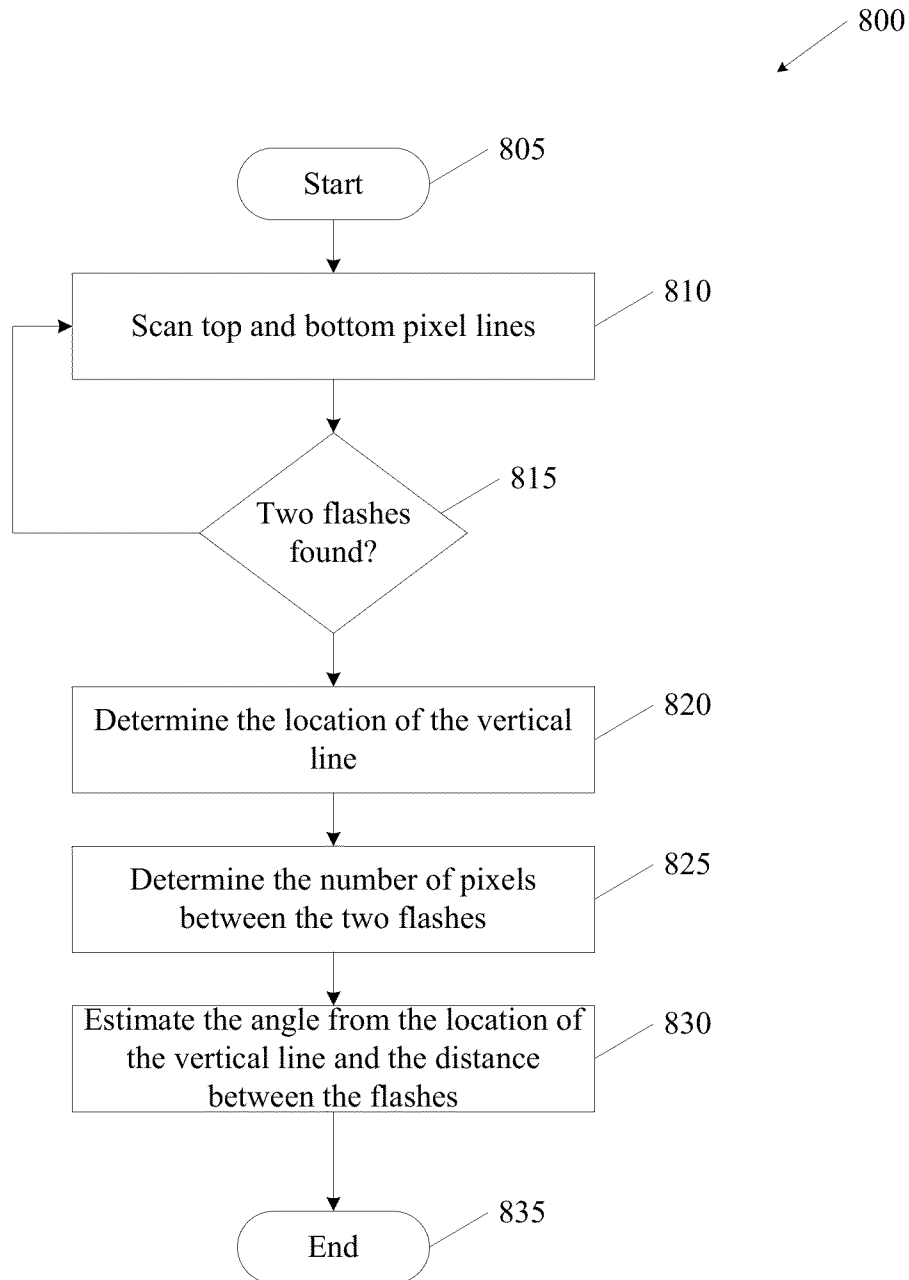 800
805
Start
810
Scan top and bottom pixel lines
815
Two flashes
found?
820
Determine the location of the vertical
line
825
Determine the number of pixels
between the two flashes
830
Estimate the angle from the location of
the vertical line and the distance
between the flashes
835
End